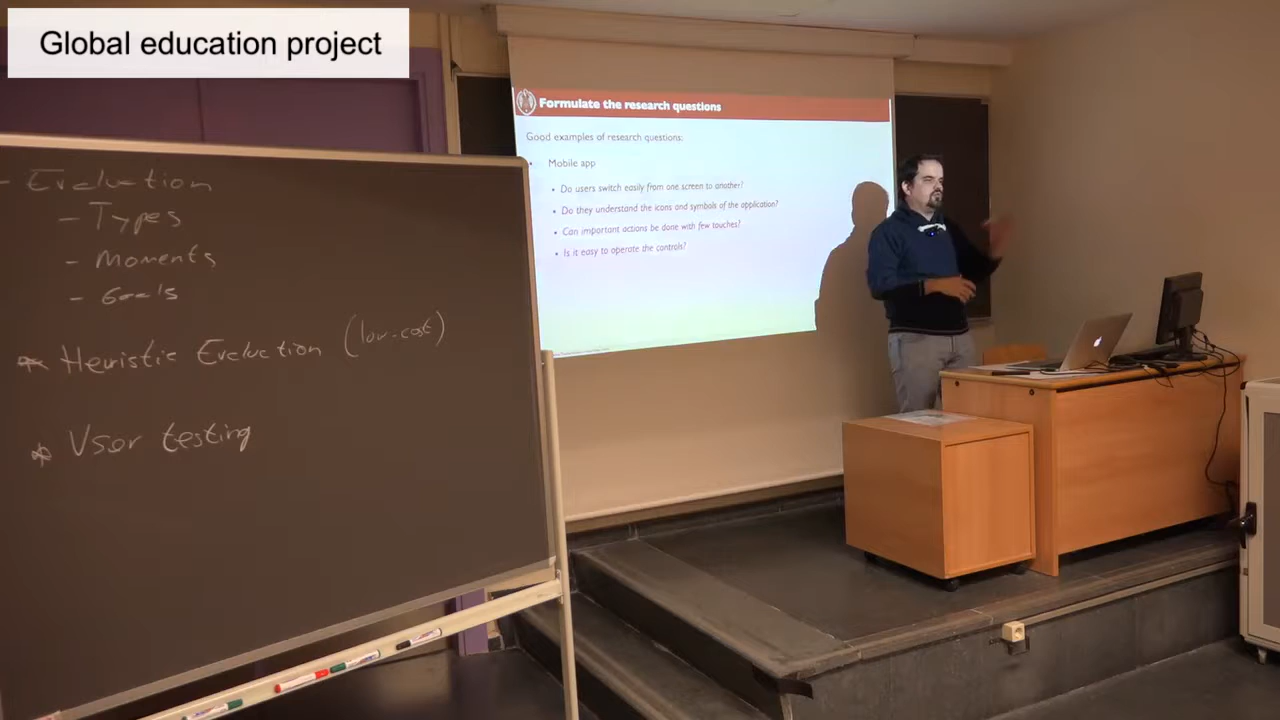 Global education project
Formulate the research questions
Good examples of research questions:
• Mobile app
• Do users switch easily from one screen to another?
• Do they understand the icons and symbols of the application?
• Can important actions be done with few touches?
• Is it easy to operate the controls?
- Evaluation
- Types
- Moments
- Goals
* Heuristic Evaluation (low-cost)
* User testing